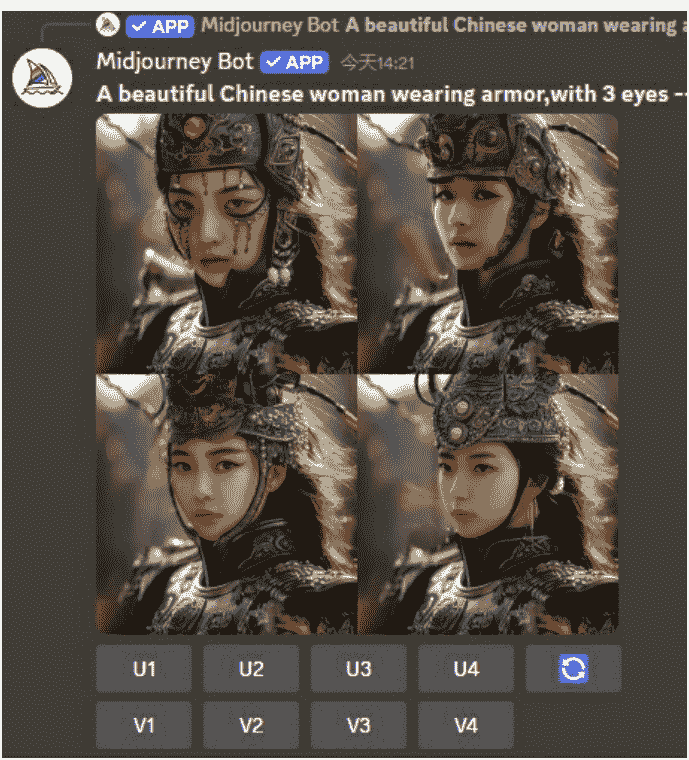 APP Midjourney Bot A beautiful Chinese woman wearing a
Midjourney Bot APP 今天14:21
A beautiful Chinese woman wearing armor,with 3 eyes --
U1 U2 U3 U4
V1 V2 V3 V4